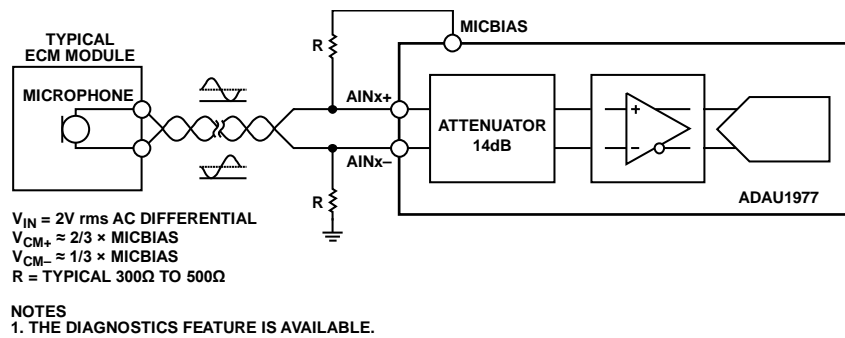 MICBIAS
TYPICAL
ECM MODULE
R
MICROPHONE
AINx+
ATTENUATOR
14dB
+
–
AINx–
R
ADAU1977
V_IN = 2V rms AC DIFFERENTIAL
V_CM+ ≈ 2/3 × MICBIAS
V_CM– ≈ 1/3 × MICBIAS
R = TYPICAL 300Ω TO 500Ω
NOTES
1. THE DIAGNOSTICS FEATURE IS AVAILABLE.